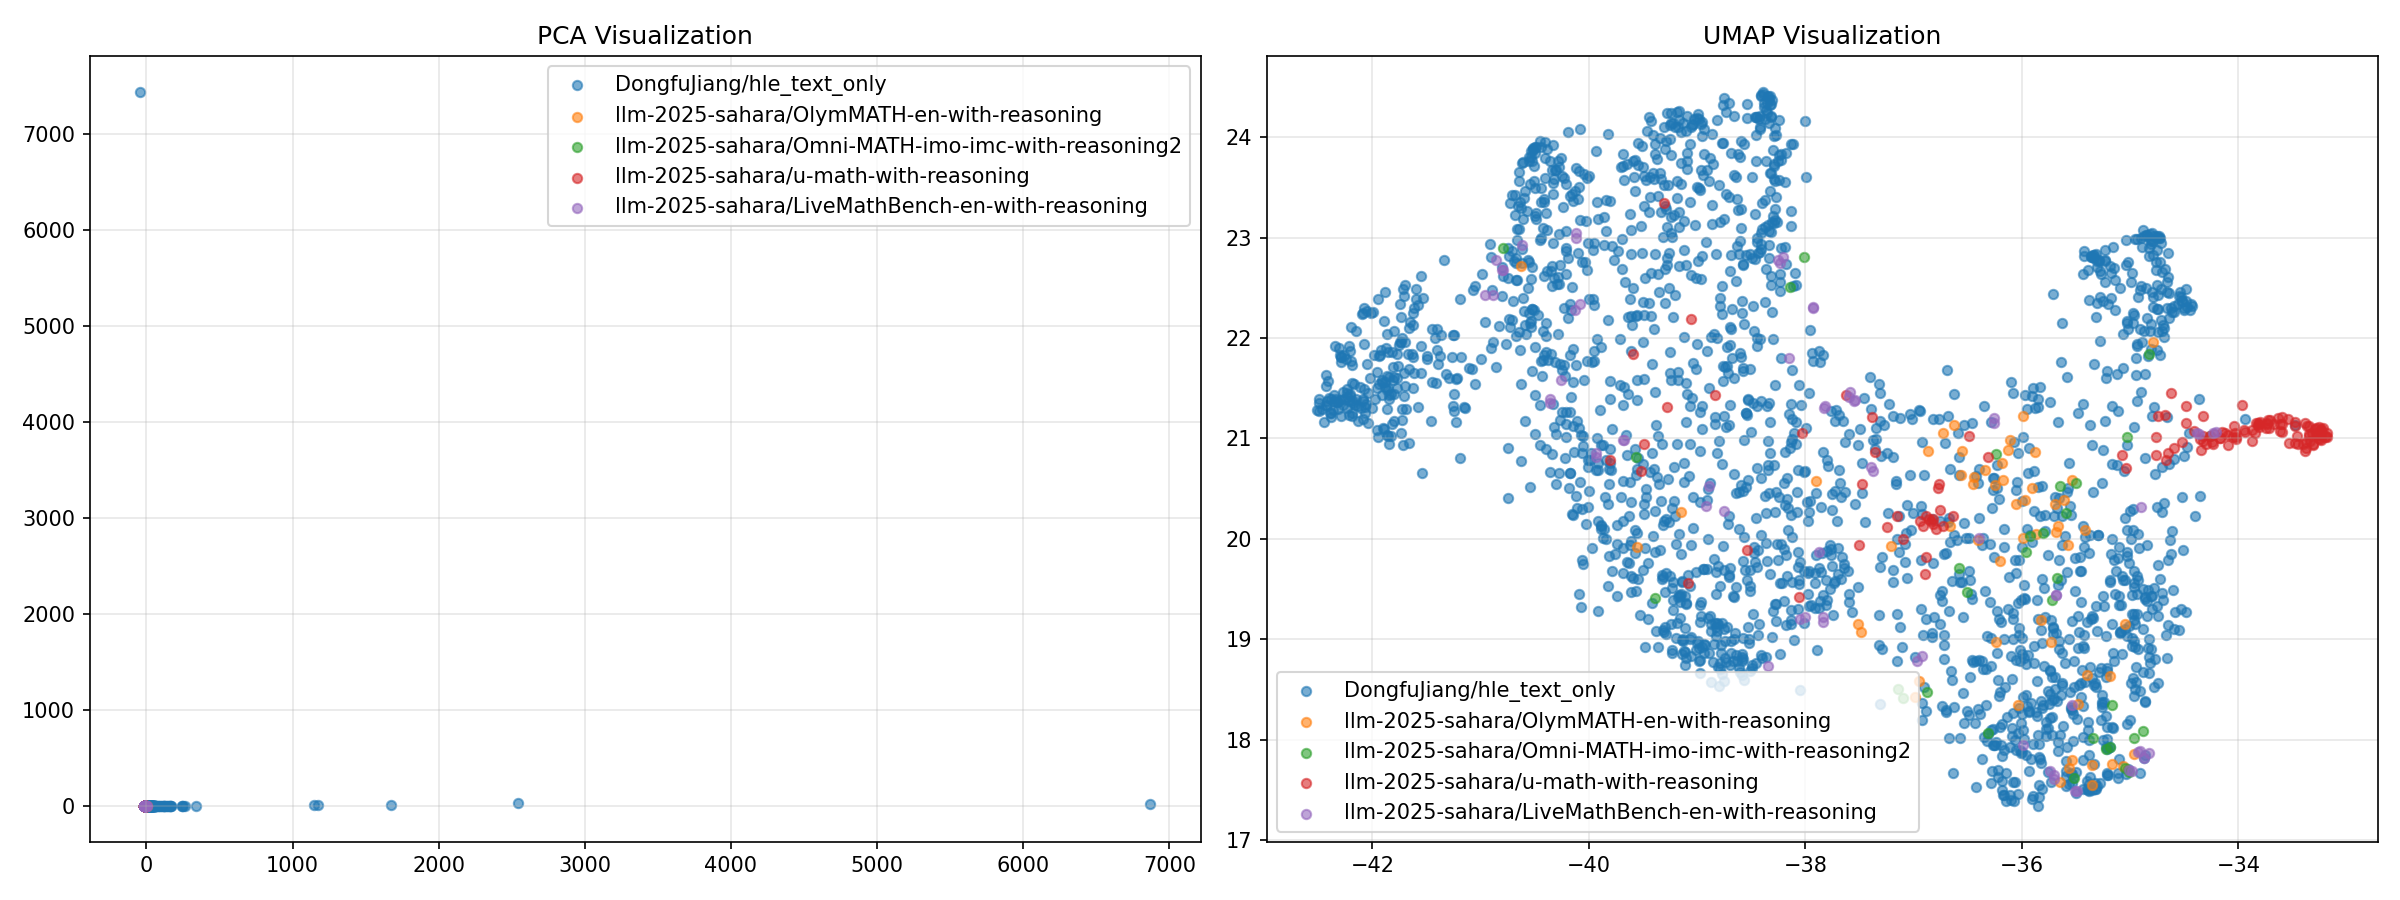 PCA Visualization
DongfuJiang/hle_text_only
llm-2025-sahara/OlymMATH-en-with-reasoning
llm-2025-sahara/Omni-MATH-imo-imc-with-reasoning2
llm-2025-sahara/u-math-with-reasoning
llm-2025-sahara/LiveMathBench-en-with-reasoning
7000
6000
5000
4000
3000
2000
1000
0
0 1000 2000 3000 4000 5000 6000 7000
UMAP Visualization
24
23
22
21
20
19
18
17
DongfuJiang/hle_text_only
llm-2025-sahara/OlymMATH-en-with-reasoning
llm-2025-sahara/Omni-MATH-imo-imc-with-reasoning2
llm-2025-sahara/u-math-with-reasoning
llm-2025-sahara/LiveMathBench-en-with-reasoning
−42 −40 −38 −36 −34